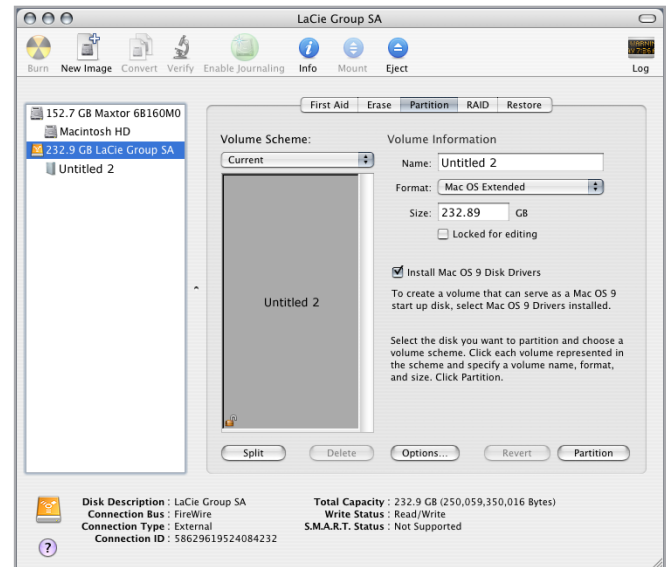 LaCie Group SA
Burn New Image Convert Verify Enable Journaling Info Mount Eject Log
First Aid Erase Partition RAID Restore
152.7 GB Maxtor 6B160M0
Macintosh HD
232.9 GB LaCie Group SA
Untitled 2
Volume Scheme:
Current
Untitled 2
Volume Information
Name: Untitled 2
Format: Mac OS Extended
Size: 232.89 GB
Locked for editing
Install Mac OS 9 Disk Drivers
To create a volume that can serve as a Mac OS 9
start up disk, select Mac OS 9 Drivers installed.
Select the disk you want to partition and choose a
volume scheme. Click each volume represented in
the scheme and specify a volume name, format,
and size. Click Partition.
Split Delete Options... Revert Partition
Disk Description : LaCie Group SA
Connection Bus : FireWire
Connection Type : External
Connection ID : 58629619524084232
Total Capacity : 232.9 GB (250,059,350,016 Bytes)
Write Status : Read/Write
S.M.A.R.T. Status : Not Supported
?